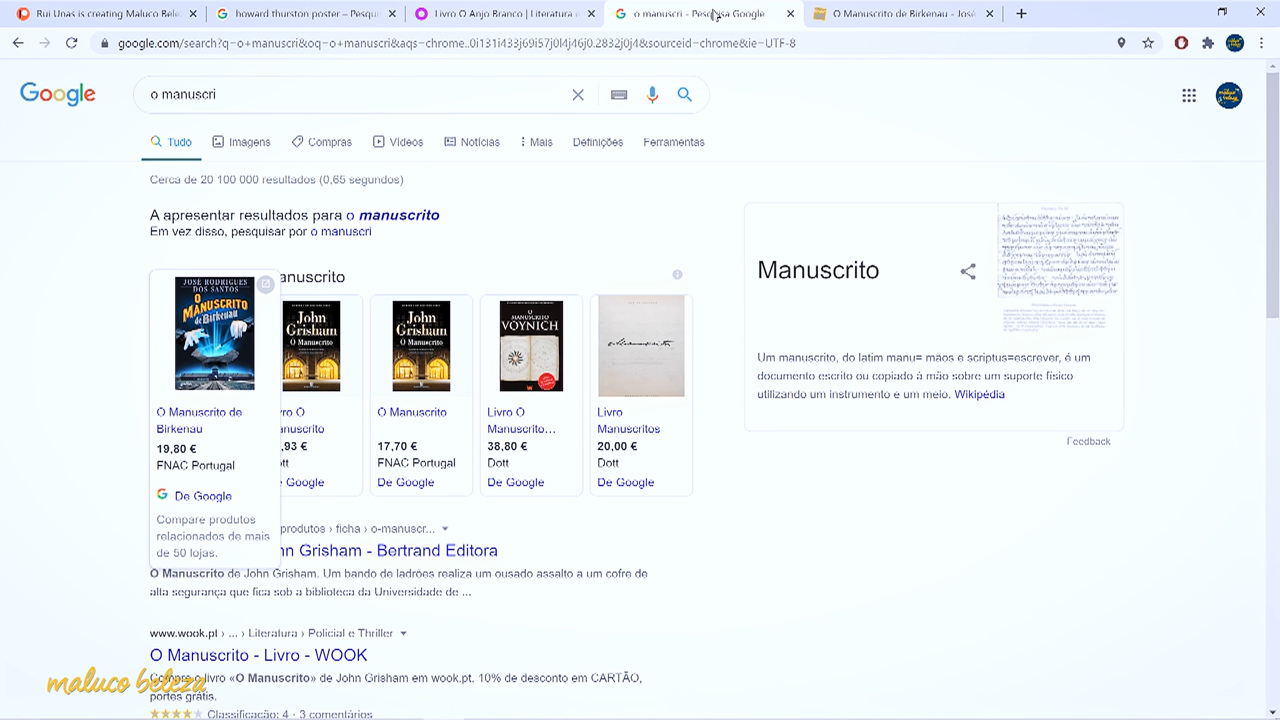 Rui Unas is creating Maluco Bele
howard thurston poster – Pesqui
Livro O Anjo Branco | Literatura e
o manuscri - Pesquisa Google
O Manuscrito de Birkenau - José
google.com/search?q=o+manuscri&oq=o+manuscri&aqs=chrome..0i131i433j69i57j0l4j46j0.2832j0j4&sourceid=chrome&ie=UTF-8
Google
o manuscri
maluco beleza
Tudo
Imagens
Compras
Vídeos
Notícias
Mais
Definições
Ferramentas
Cerca de 20 100 000 resultados (0,65 segundos)
A apresentar resultados para o manuscrito
Em vez disso, pesquisar por o manuscri
anuscrito
JOSÉ RODRIGUES
DOS SANTOS
O
MANUSCRITO
de Birkenau
O Manuscrito de
Birkenau
19,80 €
FNAC Portugal
De Google
Compare produtos
relacionados de mais
de 50 lojas.
John
Grisham
O Manuscrito
vro O
anuscrito
,93 €
ott
e Google
John
Grisham
O Manuscrito
O Manuscrito
17,70 €
FNAC Portugal
De Google
O
MANUSCRITO
VOYNICH
Livro O
Manuscrito...
38,80 €
Dott
De Google
Livro
Manuscritos
20,00 €
Dott
De Google
Manuscrito
Um manuscrito, do latim manu= mãos e scriptus=escrever, é um
documento escrito ou copiado à mão sobre um suporte físico
utilizando um instrumento e um meio. Wikipédia
Feedback
produtos › ficha › o-manuscr...
hn Grisham - Bertrand Editora
O Manuscrito de John Grisham. Um bando de ladrões realiza um ousado assalto a um cofre de
alta segurança que fica sob a biblioteca da Universidade de ...
www.wook.pt › ... › Literatura › Policial e Thriller
O Manuscrito - Livro - WOOK
Compre o livro «O Manuscrito» de John Grisham em wook.pt. 10% de desconto em CARTÃO,
portes grátis.
Classificação: 4 · 3 comentários
maluco beleza